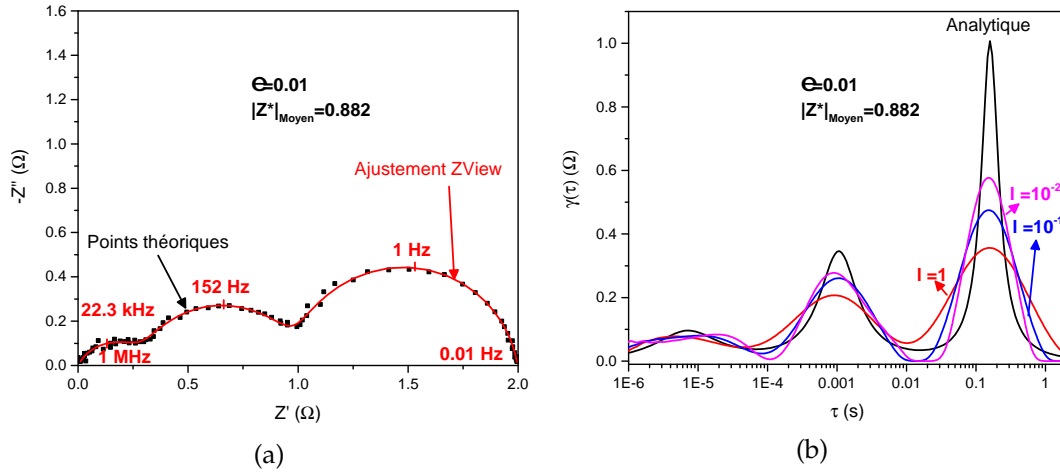 1.6
1.4
1.2
1.0
0.8
0.6
0.4
0.2
0.0
-Z'' (Ω)
ϴ=0.01
|Z*|Moyen=0.882
Ajustement ZView
Points théoriques
1 Hz
152 Hz
22.3 kHz
1 MHz
0.01 Hz
0.0 0.5 1.0 1.5 2.0
Z' (Ω)
(a)
1.0
0.8
0.6
0.4
0.2
0.0
γ(τ) (Ω)
Analytique
ϴ=0.01
|Z*|Moyen=0.882
l =10⁻²
l =10⁻¹
l =1
1E-6 1E-5 1E-4 0.001 0.01 0.1 1
τ (s)
(b)